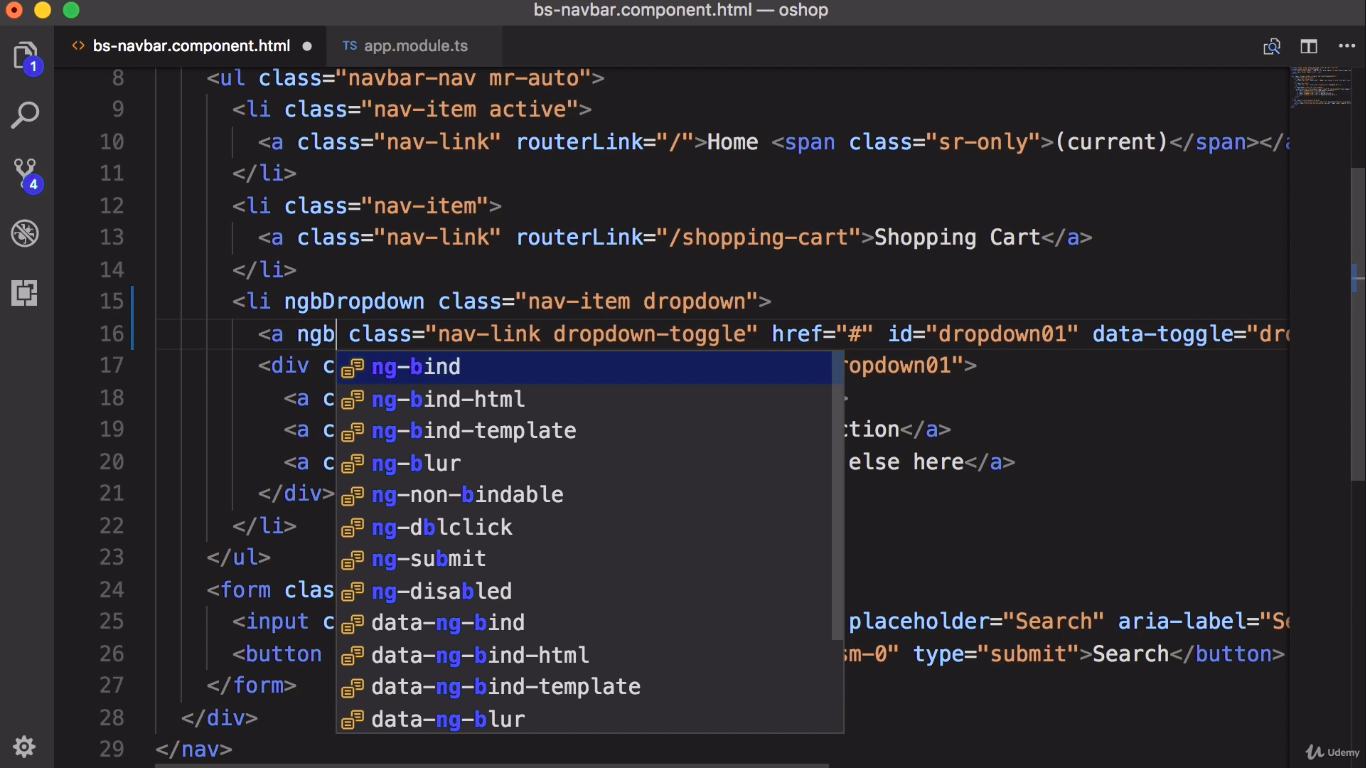 bs-navbar.component.html — oshop
<> bs-navbar.component.html ● TS app.module.ts
1
4
8 <ul class="navbar-nav mr-auto">
9 <li class="nav-item active">
10 <a class="nav-link" routerLink="/">Home <span class="sr-only">(current)</span></a
11 </li>
12 <li class="nav-item">
13 <a class="nav-link" routerLink="/shopping-cart">Shopping Cart</a>
14 </li>
15 <li ngbDropdown class="nav-item dropdown">
16 <a ngb class="nav-link dropdown-toggle" href="#" id="dropdown01" data-toggle="dro
17 <div c ropdown01">
18 <a c >
19 <a c ction</a>
20 <a c else here</a>
21 </div>
22 </li>
23 </ul>
24 <form clas
25 <input c placeholder="Search" aria-label="Se
26 <button sm-0" type="submit">Search</button>
27 </form>
28 </div>
29 </nav>
ng-bind
ng-bind-html
ng-bind-template
ng-blur
ng-non-bindable
ng-dblclick
ng-submit
ng-disabled
data-ng-bind
data-ng-bind-html
data-ng-bind-template
data-ng-blur
Udemy